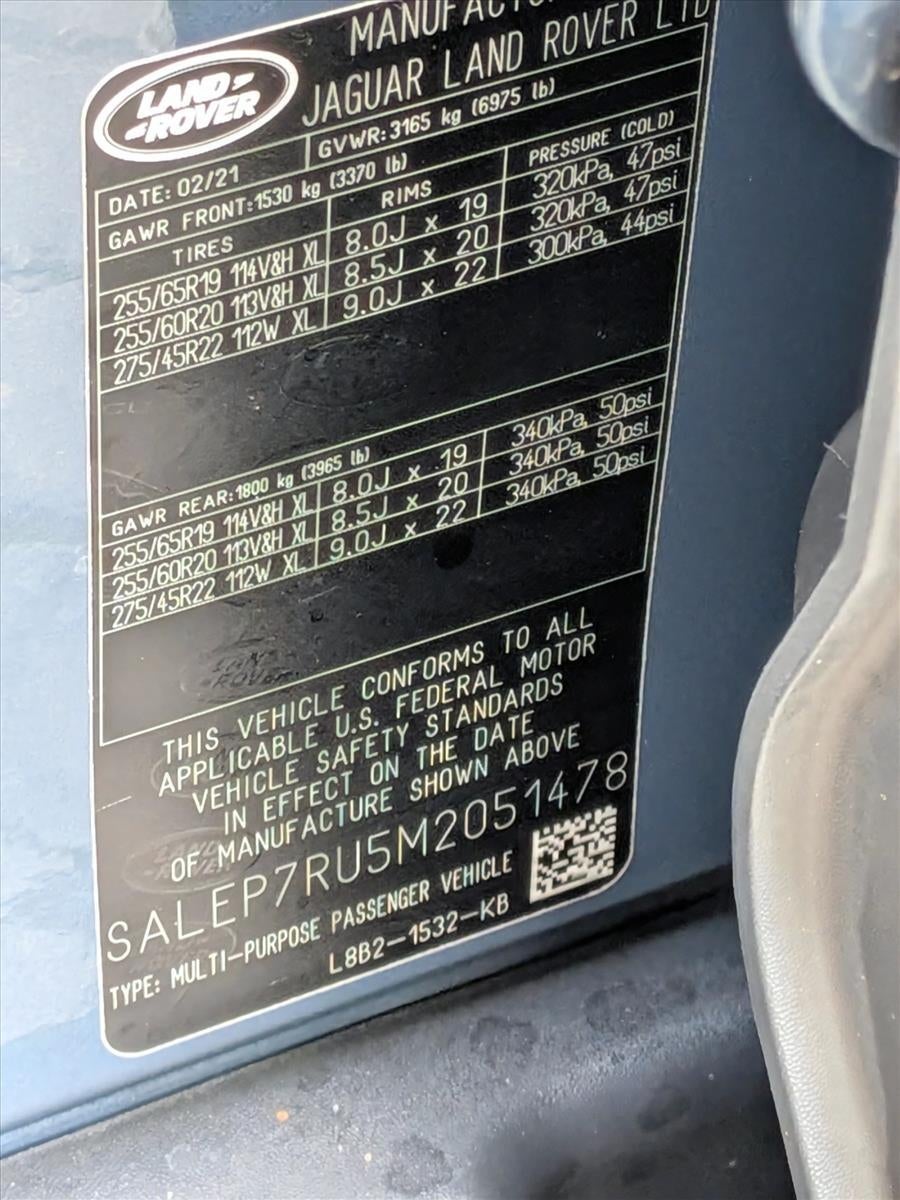 MANUFACTU
LAND-
-ROVER
JAGUAR LAND ROVER LTD
DATE: 02/21
GVWR:3165 kg (6975 lb)
GAWR FRONT:1530 kg (3370 lb)
TIRES RIMS PRESSURE (COLD)
255/65R19 114V&H XL 8.0J x 19 320kPa, 47psi
255/60R20 113V&H XL 8.5J x 20 320kPa, 47psi
275/45R22 112W XL 9.0J x 22 300kPa, 44psi
GAWR REAR:1800 kg (3965 lb)
255/65R19 114V&H XL 8.0J x 19 340kPa, 50psi
255/60R20 113V&H XL 8.5J x 20 340kPa, 50psi
275/45R22 112W XL 9.0J x 22 340kPa, 50psi
THIS VEHICLE CONFORMS TO ALL
APPLICABLE U.S. FEDERAL MOTOR
VEHICLE SAFETY STANDARDS
IN EFFECT ON THE DATE
OF MANUFACTURE SHOWN ABOVE
SALEP7RU5M2051478
TYPE: MULTI-PURPOSE PASSENGER VEHICLE
L8B2-1532-KB